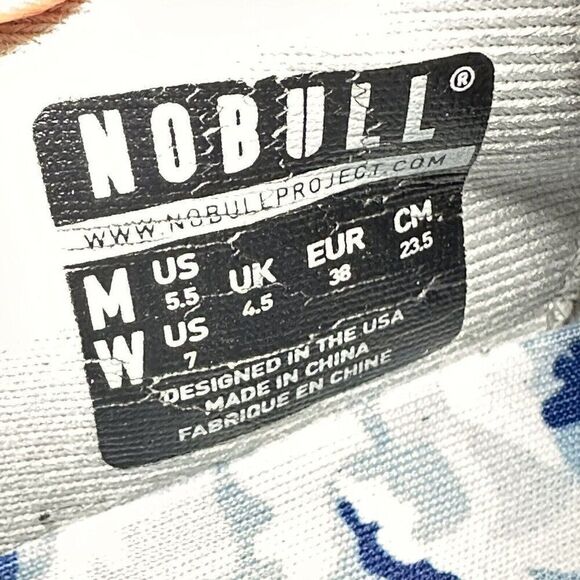 NOBULL®
WWW.NOBULLPROJECT.COM
M US 5.5 UK 4.5 EUR 38 CM 23.5
W US 7
DESIGNED IN THE USA
MADE IN CHINA
FABRIQUE EN CHINE